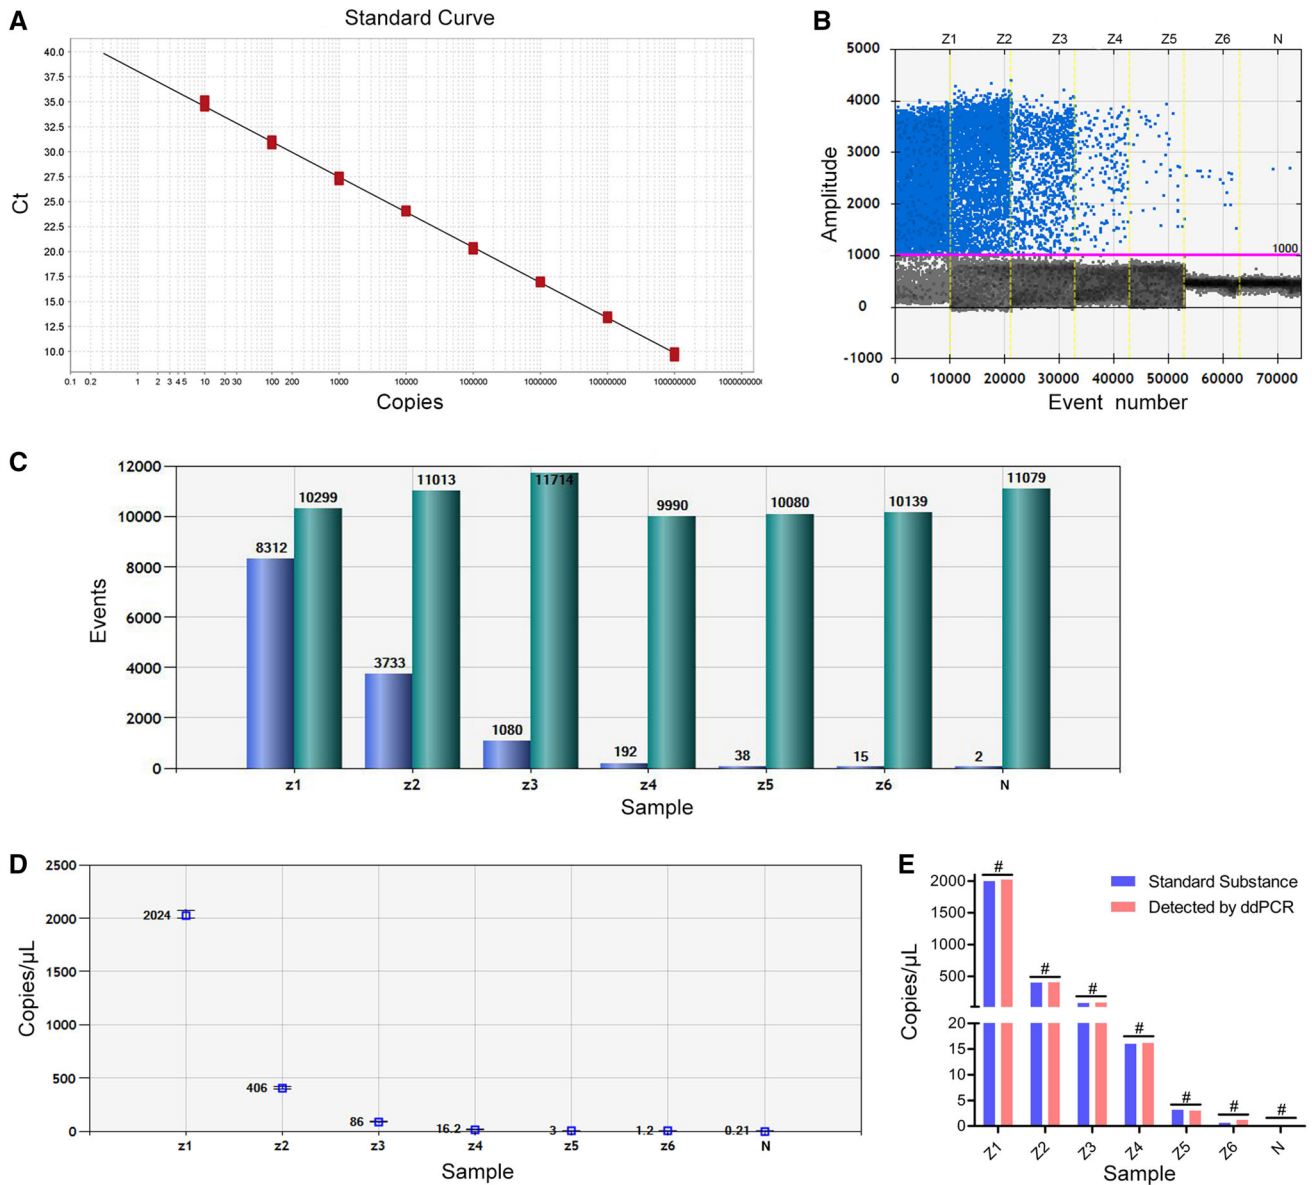 A
Standard Curve
Ct
40.0
37.5
35.0
32.5
30.0
27.5
25.0
22.5
20.0
17.5
15.0
12.5
10.0
0.1 0.2 1 2 3 4 5 10 20 30 100 200 1000 10000 100000 1000000 10000000 100000000 1000000000
Copies
B
Z1 Z2 Z3 Z4 Z5 Z6 N
Amplitude
5000
4000
3000
2000
1000
0
-1000
1000
0 10000 20000 30000 40000 50000 60000 70000
Event number
C
Events
12000
10000
8000
6000
4000
2000
0
8312 10299 3733 11013 1080 11714 192 9990 38 10080 15 10139 2 11079
z1 z2 z3 z4 z5 z6 N
Sample
D
Copies/µL
2500
2000
1500
1000
500
0
2024 406 86 16.2 3 1.2 0.21
z1 z2 z3 z4 z5 z6 N
Sample
E
Standard Substance
Detected by ddPCR
Copies/µL
2000
1500
1000
500
20
15
10
5
0
# # # # # # #
Z1 Z2 Z3 Z4 Z5 Z6 N
Sample